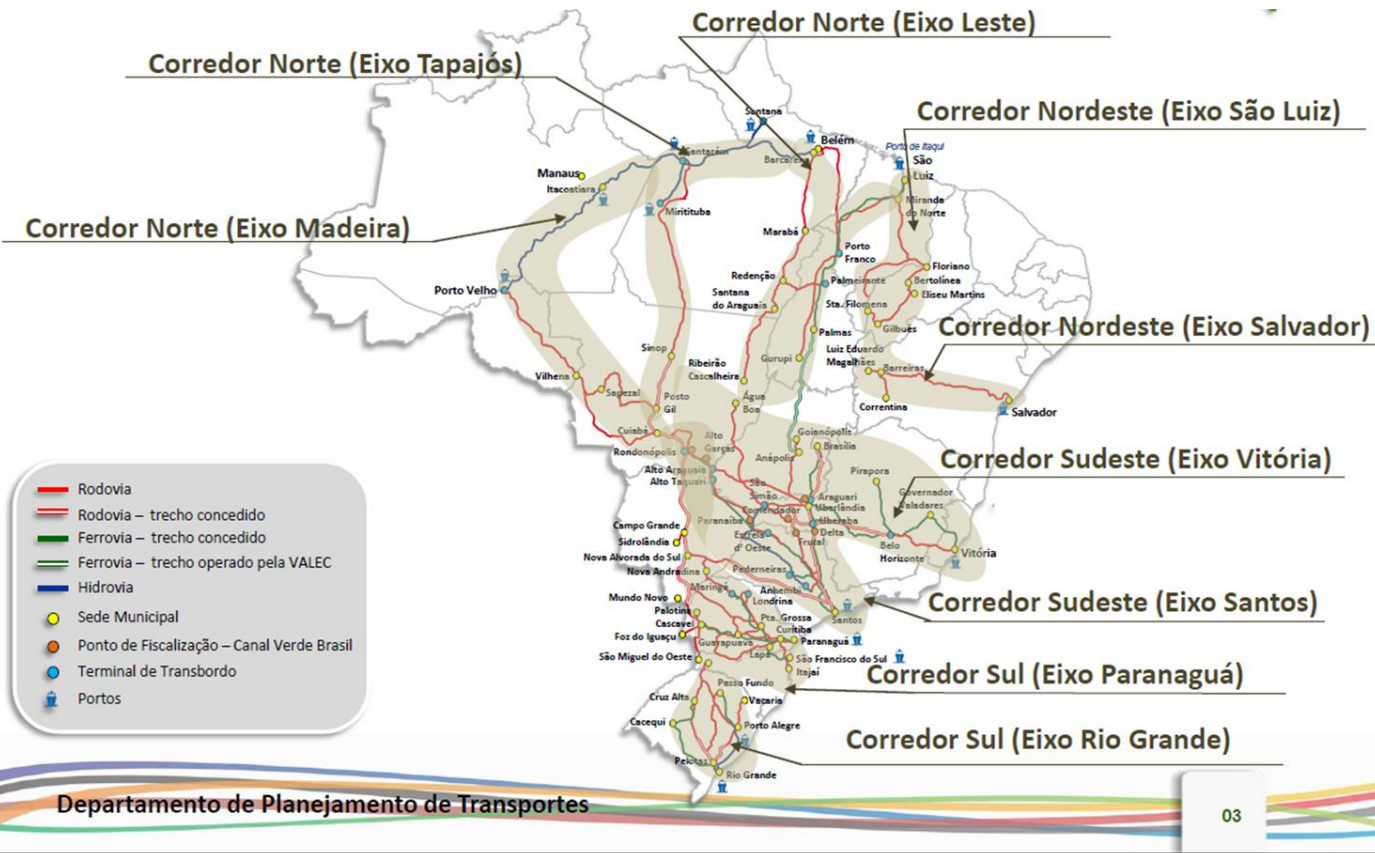 Corredor Norte (Eixo Leste)
Corredor Norte (Eixo Tapajós)
Corredor Nordeste (Eixo São Luiz)
Corredor Norte (Eixo Madeira)
Corredor Nordeste (Eixo Salvador)
Corredor Sudeste (Eixo Vitória)
Corredor Sudeste (Eixo Santos)
Corredor Sul (Eixo Paranaguá)
Corredor Sul (Eixo Rio Grande)
Santana
Belém
Barcarena
Santarém
Porto de Itaqui
São
Luiz
Manaus
Itacoatiara
Miritituba
Miranda
do Norte
Marabá
Porto
Franco
Floriano
Redenção
Palmeirante
Bertolínea
Porto Velho
Santana
do Araguaia
Eliseu Martins
Sta. Filomena
Gilbués
Palmas
Sinop
Luiz Eduardo
Magalhães
Gurupi
Ribeirão
Cascalheira
Barreiras
Vilhena
Sapezal
Posto
Gil
Água
Boa
Correntina
Salvador
Cuiabá
Alto
Garças
Goianópolis
Brasília
Rondonópolis
Anápolis
Alto Araguaia
Alto Taquari
Pirapora
São
Simão
Araguari
Uberlândia
Governador
Valadares
Comendador
Paranaíba
Uberaba
Campo Grande
Estrela
d' Oeste
Delta
Frutal
Sidrolândia
Belo
Horizonte
Vitória
Nova Alvorada do Sul
Nova Andradina
Pederneiras
Maringá
Anhembi
Londrina
Mundo Novo
Palotina
Santos
Cascavel
Pta. Grossa
Curitiba
Foz do Iguaçu
Guarapuava
Paranaguá
Lapa
São Miguel do Oeste
São Francisco do Sul
Itajaí
Passo Fundo
Cruz Alta
Vacaria
Cacequi
Porto Alegre
Pelotas
Rio Grande
Rodovia
Rodovia – trecho concedido
Ferrovia – trecho concedido
Ferrovia – trecho operado pela VALEC
Hidrovia
Sede Municipal
Ponto de Fiscalização – Canal Verde Brasil
Terminal de Transbordo
Portos
Departamento de Planejamento de Transportes
03